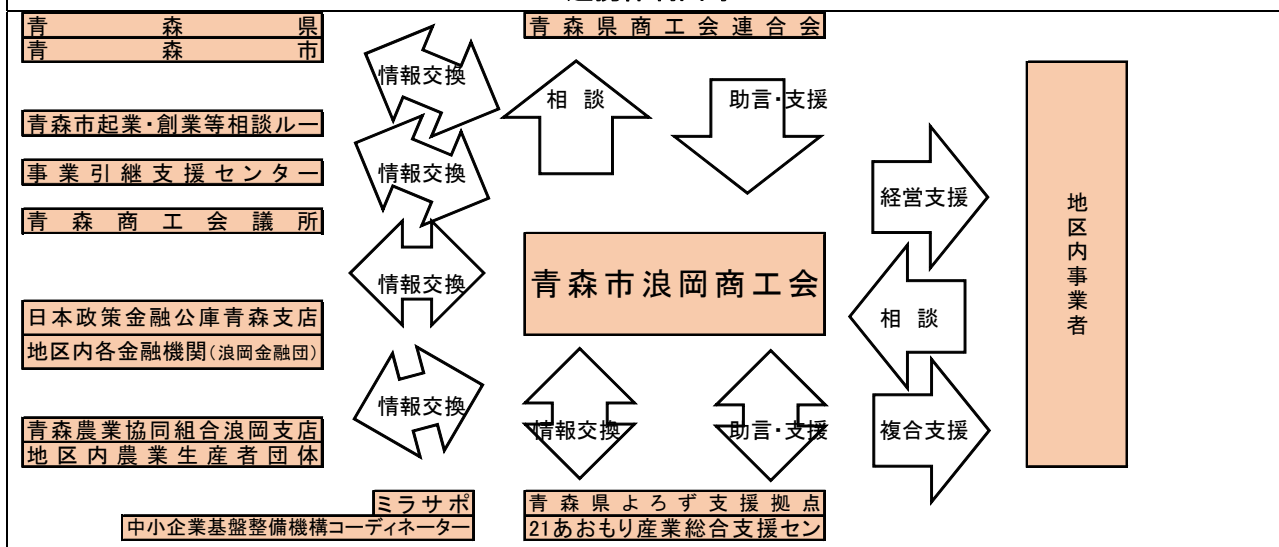 青森県
青森市
青森県商工会連合会
情報交換
相談
助言・支援
青森市起業・創業等相談ルー
事業引継支援センター
情報交換
経営支援
青森商工会議所
地区内事業者
情報交換
青森市浪岡商工会
相談
日本政策金融公庫青森支店
地区内各金融機関(浪岡金融団)
情報交換
情報交換
助言・支援
複合支援
青森農業協同組合浪岡支店
地区内農業生産者団体
ミラサポ
中小企業基盤整備機構コーディネーター
青森県よろず支援拠点
21あおもり産業総合支援セン